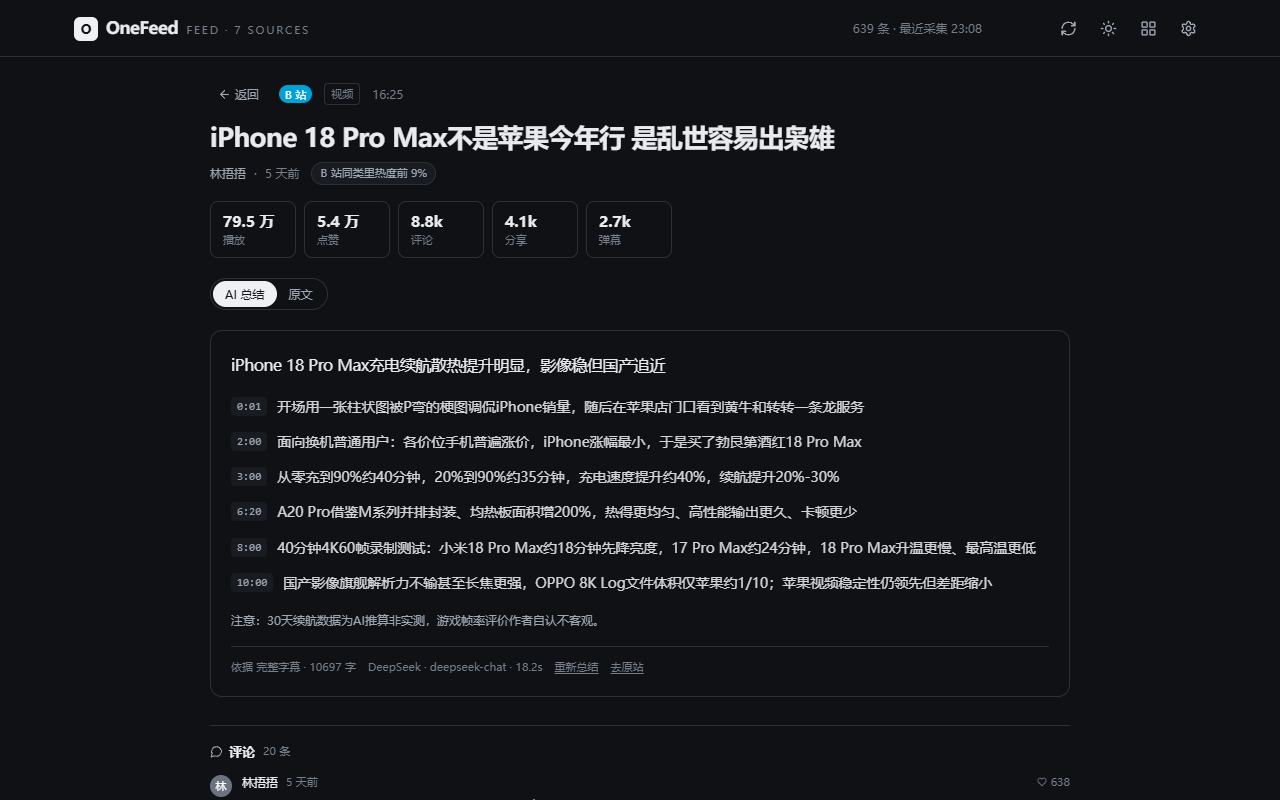 O OneFeed FEED · 7 SOURCES 639 条 · 最近采集 23:08
← 返回 B 站 视频 16:25
iPhone 18 Pro Max不是苹果今年行 是乱世容易出枭雄
林捂捂 · 5 天前 B 站同类里热度前 9%
79.5 万 5.4 万 8.8k 4.1k 2.7k
播放 点赞 评论 分享 弹幕
AI 总结 原文
iPhone 18 Pro Max充电续航散热提升明显，影像稳但国产追近
0:01 开场用一张柱状图被P弯的梗图调侃iPhone销量，随后在苹果店门口看到黄牛和转转一条龙服务
2:00 面向换机普通用户：各价位手机普遍涨价，iPhone涨幅最小，于是买了勃艮第酒红18 Pro Max
3:00 从零充到90%约40分钟，20%到90%约35分钟，充电速度提升约40%，续航提升20%-30%
6:20 A20 Pro借鉴M系列并排封装、均热板面积增200%，热得更均匀、高性能输出更久、卡顿更少
8:00 40分钟4K60帧录制测试：小米18 Pro Max约18分钟先降亮度，17 Pro Max约24分钟，18 Pro Max升温更慢、最高温更低
10:00 国产影像旗舰解析力不输甚至长焦更强，OPPO 8K Log文件体积仅苹果约1/10；苹果视频稳定性仍领先但差距缩小
注意：30天续航数据为AI推算非实测，游戏帧率评价作者自认不客观。
依据 完整字幕 · 10697 字 DeepSeek · deepseek-chat · 18.2s 重新总结 去原站
评论 20 条
林 林捂捂 5 天前 638